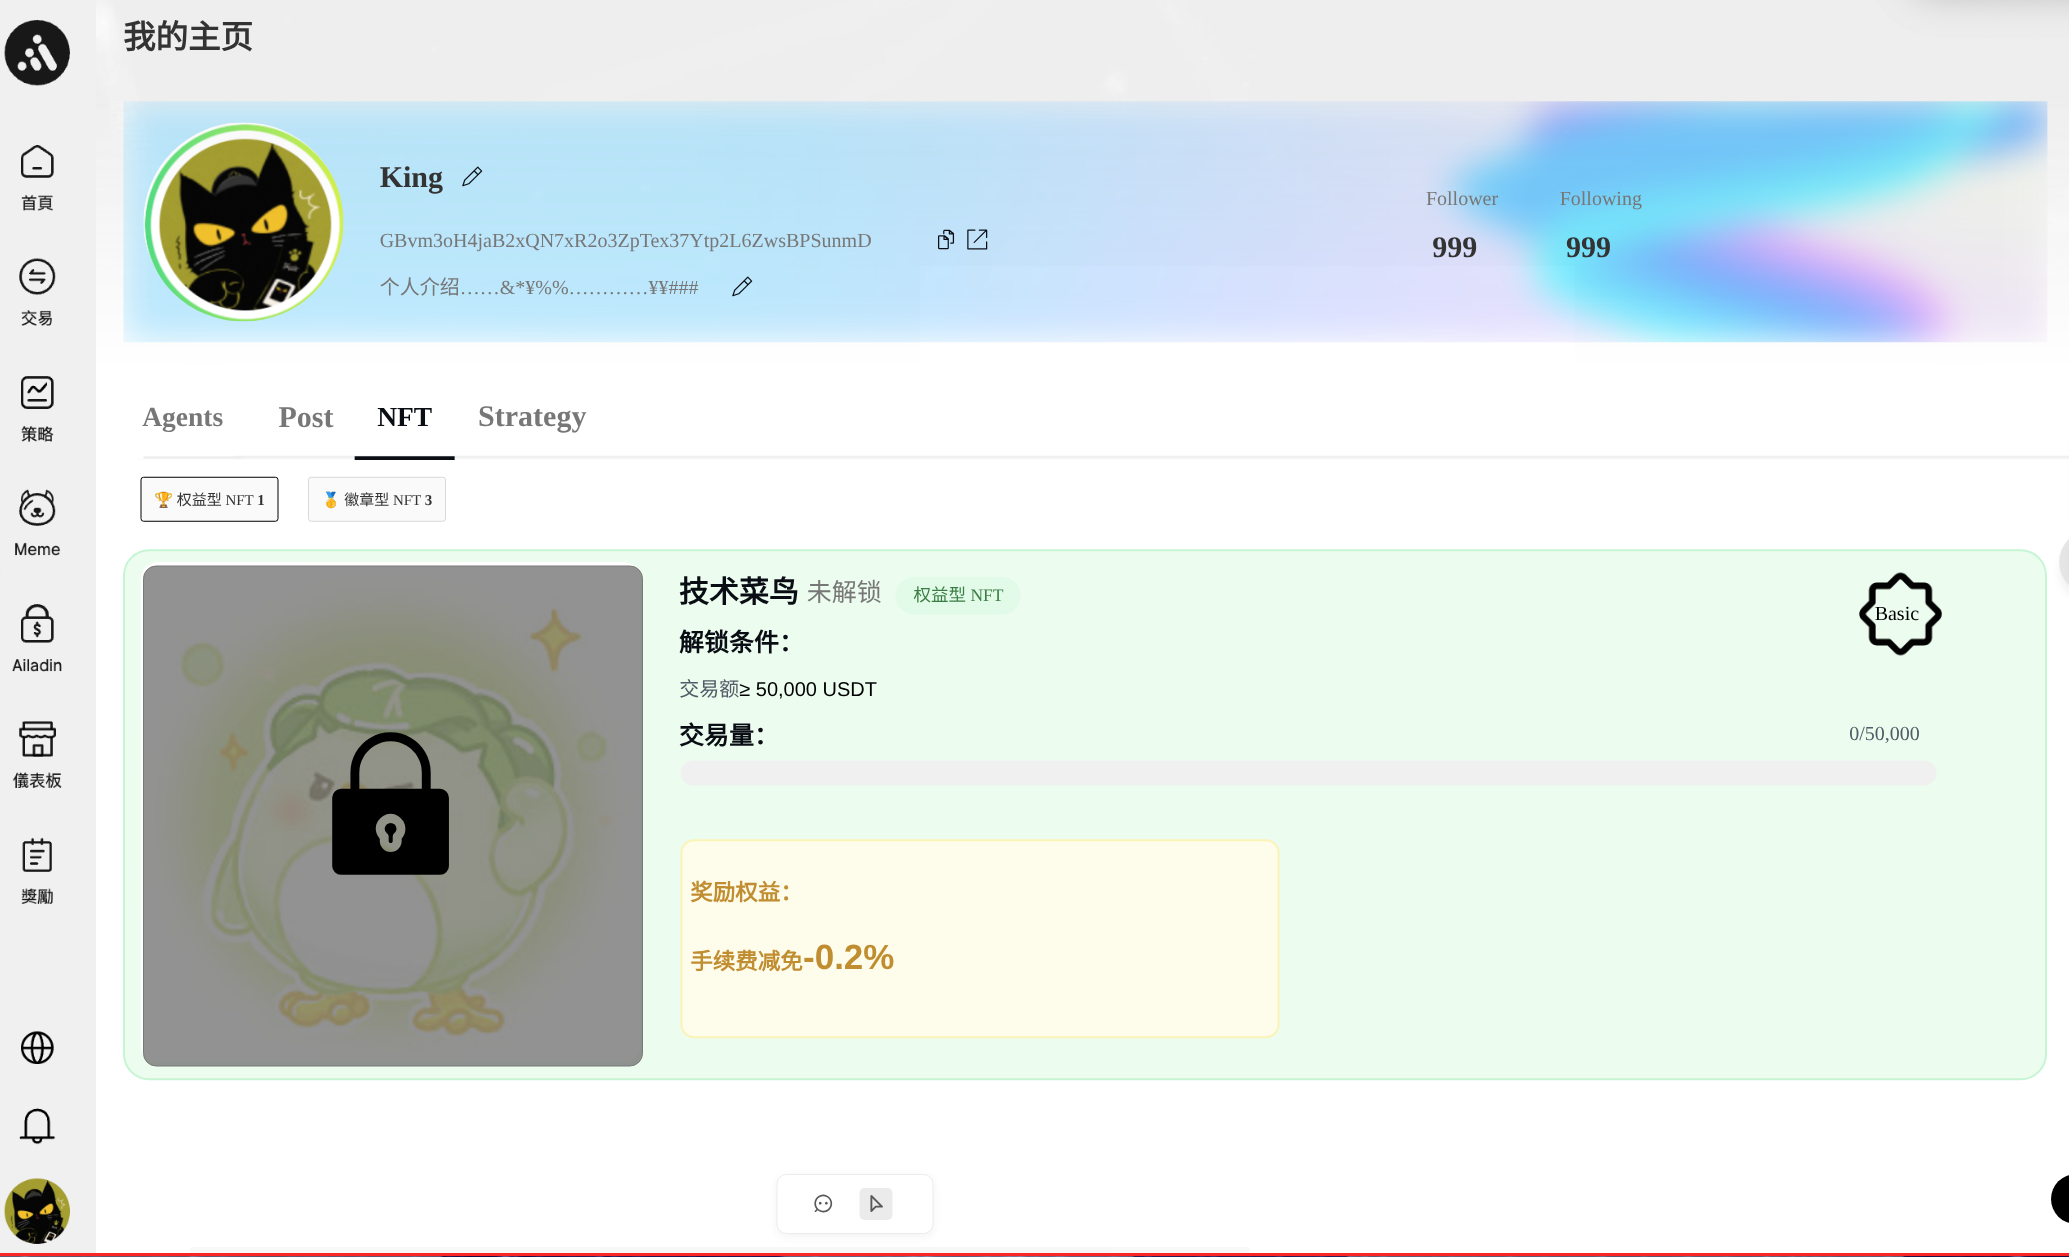 我的主页
首頁
交易
策略
Meme
Ailadin
儀表板
獎勵
King
GBvm3oH4jaB2xQN7xR2o3ZpTex37Ytp2L6ZwsBPSunmD
个人介绍……&*¥%%…………¥¥###
Follower Following
999 999
Agents Post NFT Strategy
权益型 NFT 1 徽章型 NFT 3
技术菜鸟 未解锁 权益型 NFT
Basic
解锁条件：
交易额≥ 50,000 USDT
交易量：
0/50,000
奖励权益：
手续费减免-0.2%